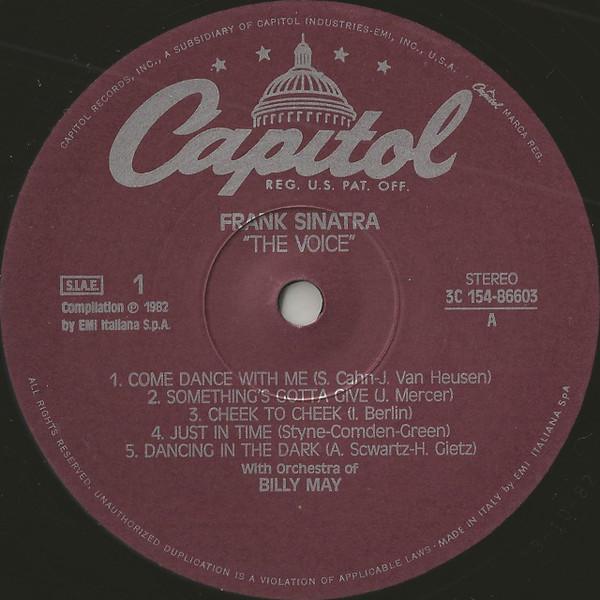 CAPITOL RECORDS, INC., A SUBSIDIARY OF CAPITOL INDUSTRIES-EMI, INC., U.S.A.
Capitol MARCA REG.
Capitol
REG. U.S. PAT. OFF.
FRANK SINATRA
"THE VOICE"
S.I.A.E. 1
Compilation ℗ 1982
by EMI Italiana S.p.A.
STEREO
3C 154-86603
A
1. COME DANCE WITH ME (S. Cahn-J. Van Heusen)
2. SOMETHING'S GOTTA GIVE (J. Mercer)
3. CHEEK TO CHEEK (I. Berlin)
4. JUST IN TIME (Styne-Comden-Green)
5. DANCING IN THE DARK (A. Scwartz-H. Gietz)
With Orchestra of
BILLY MAY
ALL RIGHTS RESERVED. UNAUTHORIZED DUPLICATION IS A VIOLATION OF APPLICABLE LAWS - MADE IN ITALY by EMI ITALIANA SPA